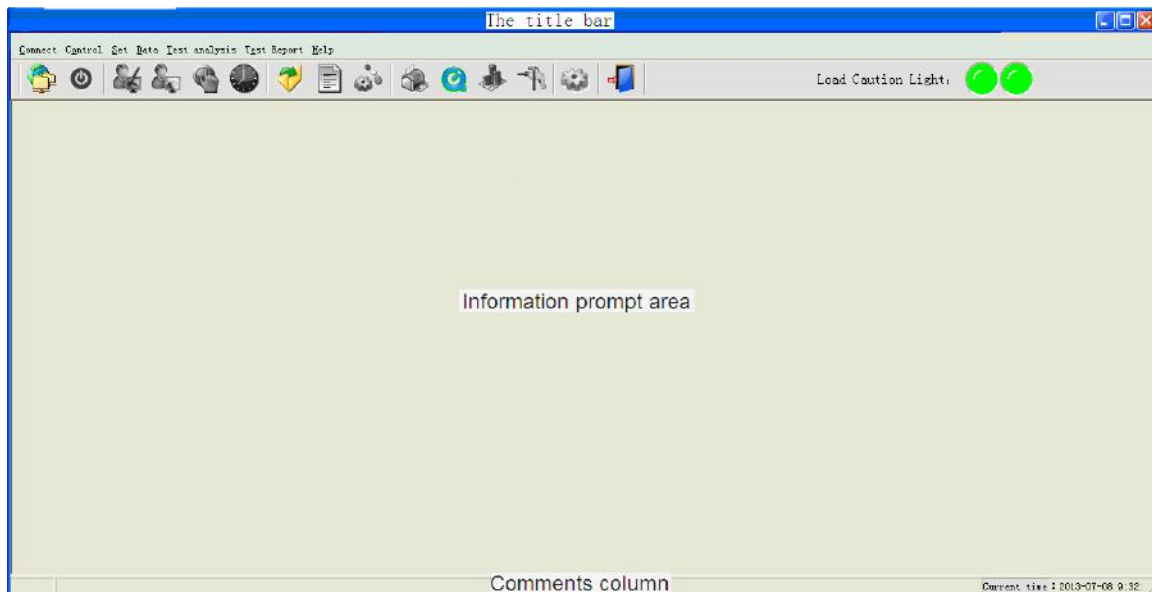 The title bar
Connect Control Set Data Test analysis Test Report Help
Load Caution Light:
Information prompt area
Comments column
Current time：2013-07-08 9:32